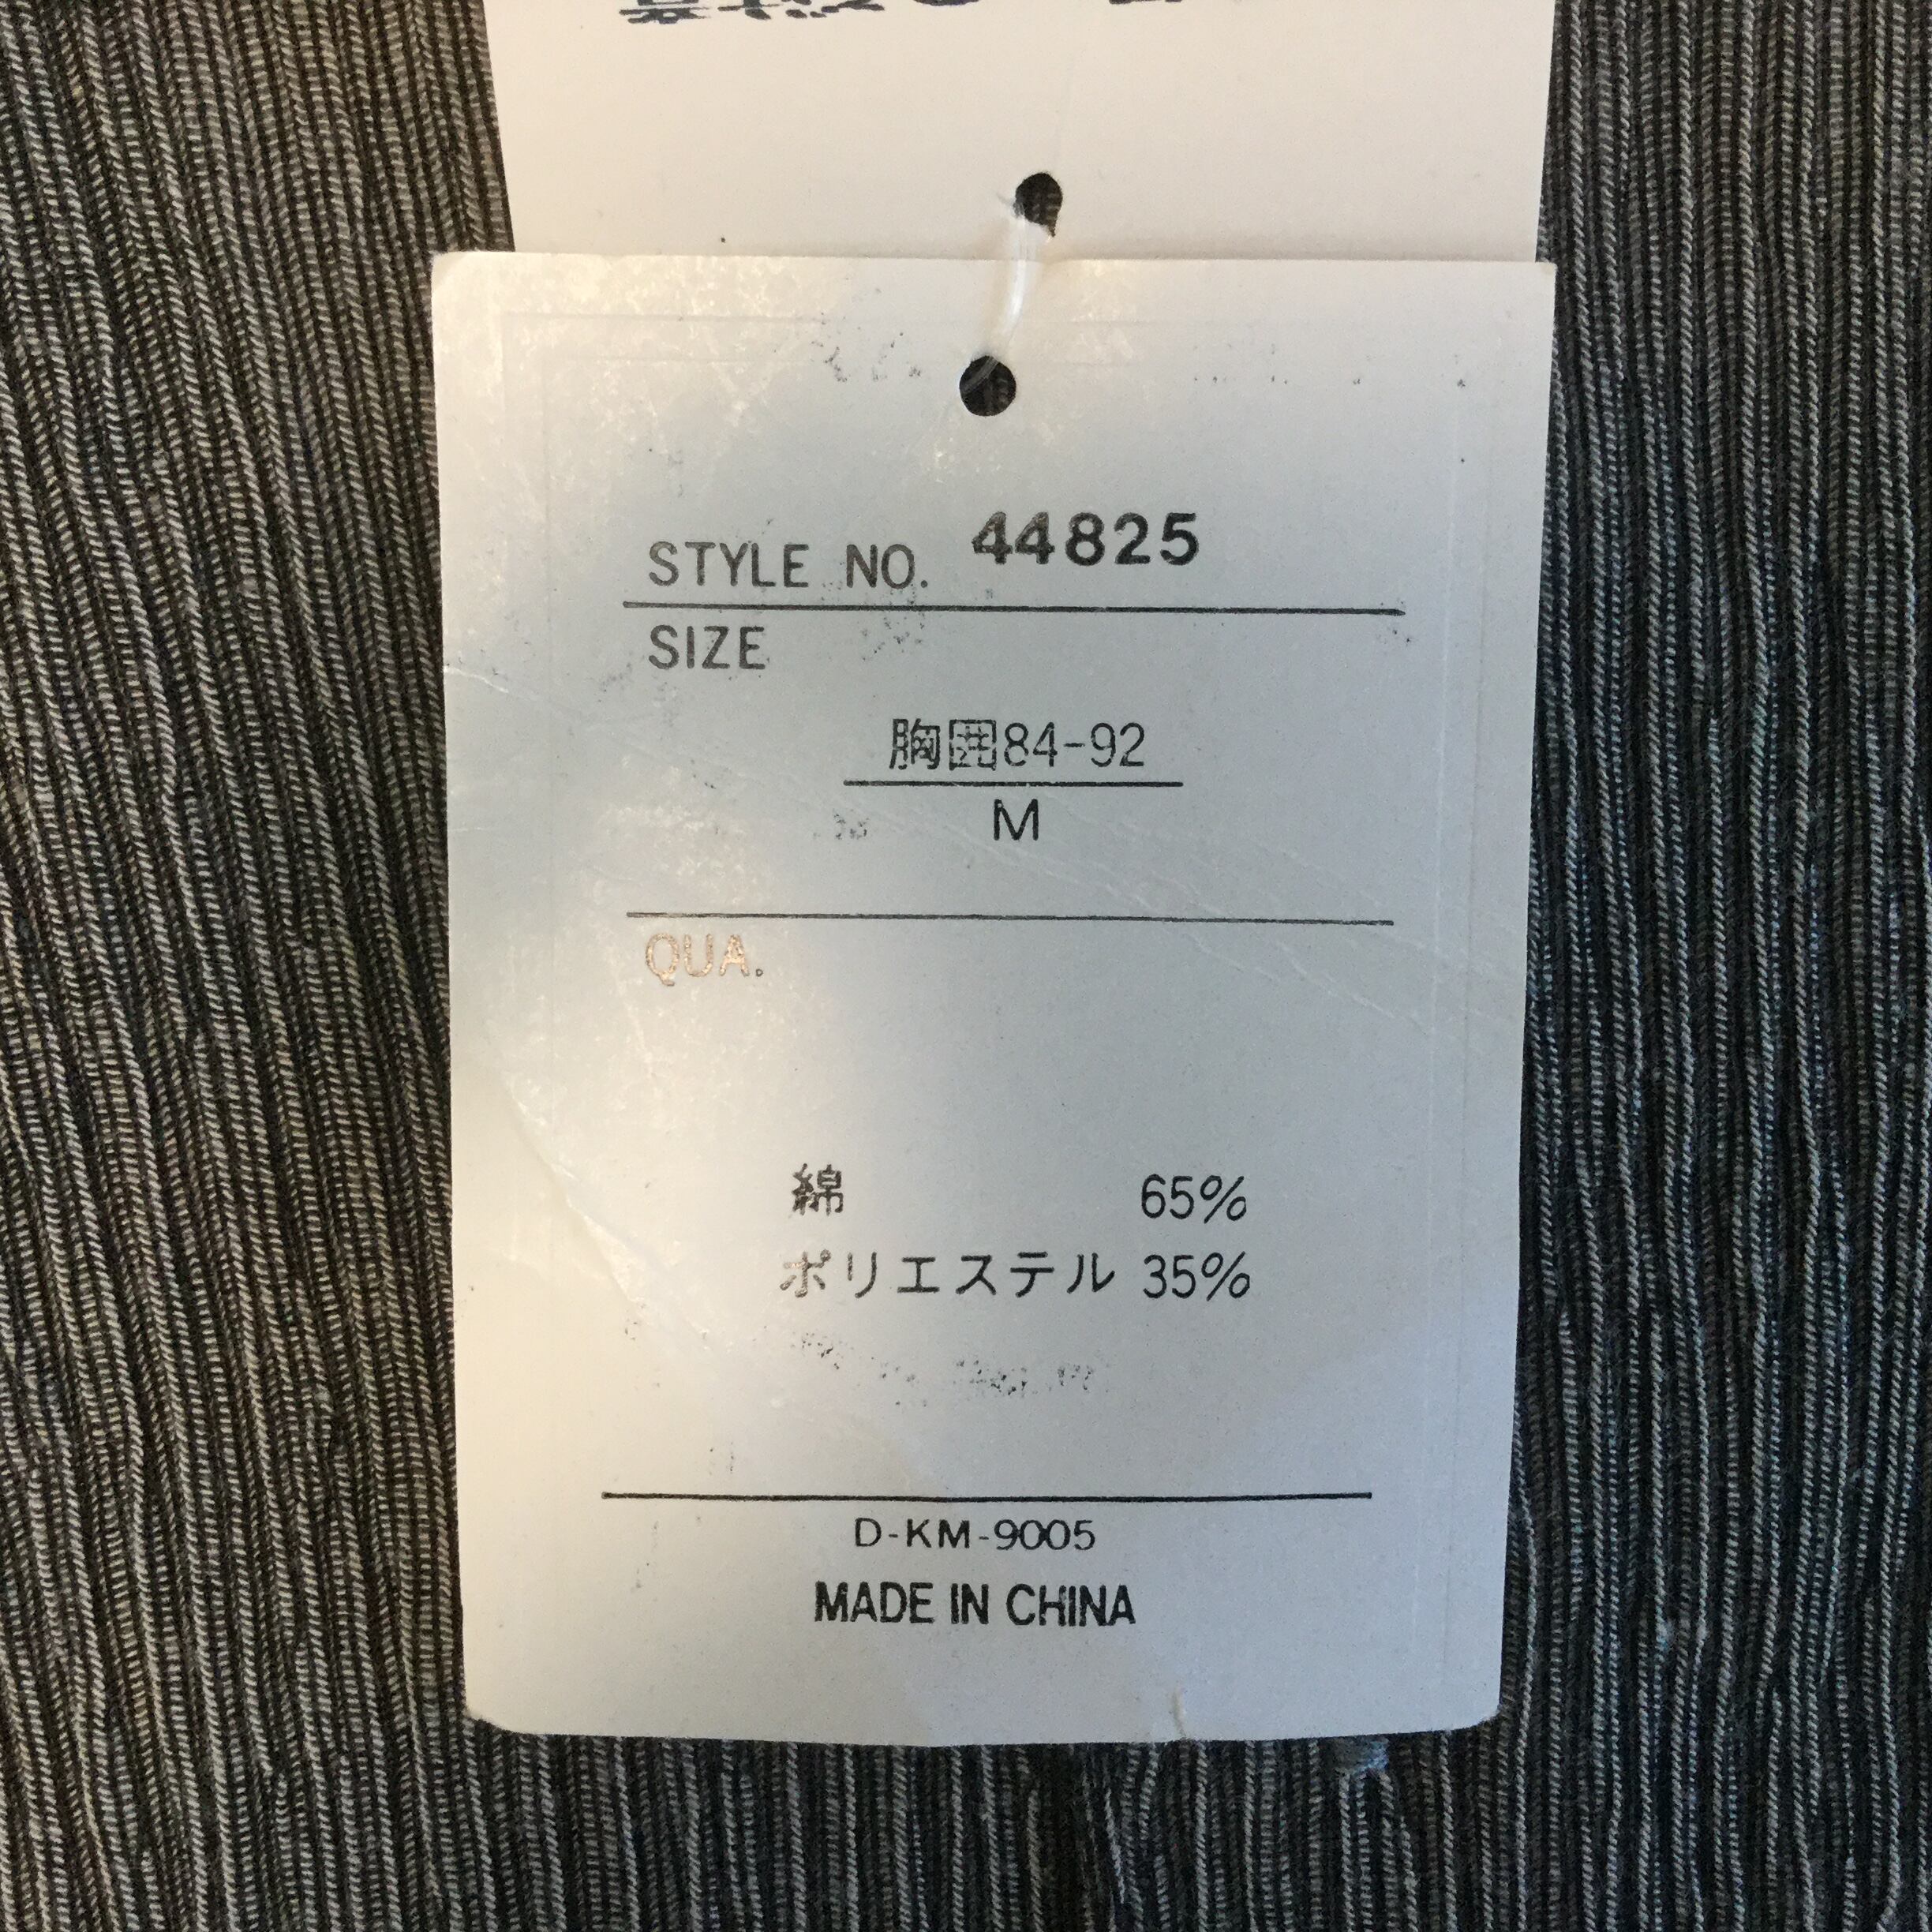 STYLE NO. 44825
SIZE
胸囲84-92
M
QUA.
綿 65%
ポリエステル 35%
D-KM-9005
MADE IN CHINA